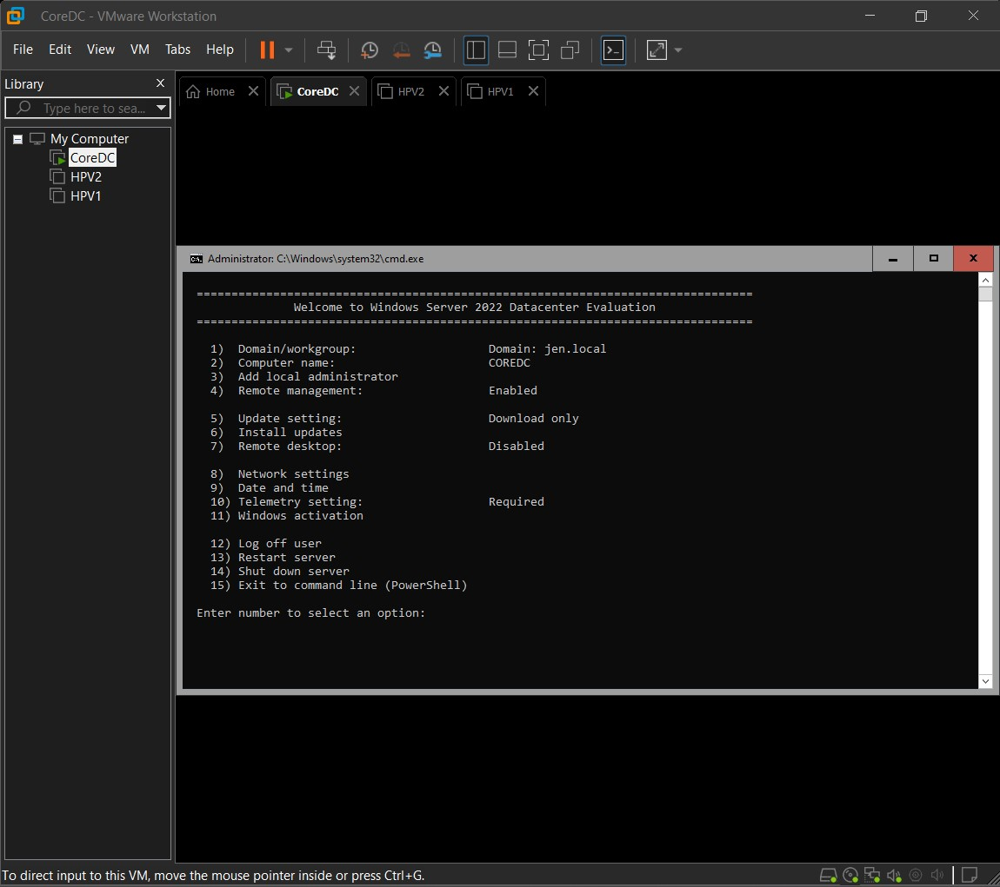 CoreDC - VMware Workstation
File Edit View VM Tabs Help
Library
Type here to sea...
My Computer
CoreDC
HPV2
HPV1
Home CoreDC HPV2 HPV1
Administrator: C:\Windows\system32\cmd.exe
================================================================================
Welcome to Windows Server 2022 Datacenter Evaluation
================================================================================
1) Domain/workgroup: Domain: jen.local
2) Computer name: COREDC
3) Add local administrator
4) Remote management: Enabled
5) Update setting: Download only
6) Install updates
7) Remote desktop: Disabled
8) Network settings
9) Date and time
10) Telemetry setting: Required
11) Windows activation
12) Log off user
13) Restart server
14) Shut down server
15) Exit to command line (PowerShell)
Enter number to select an option:
To direct input to this VM, move the mouse pointer inside or press Ctrl+G.